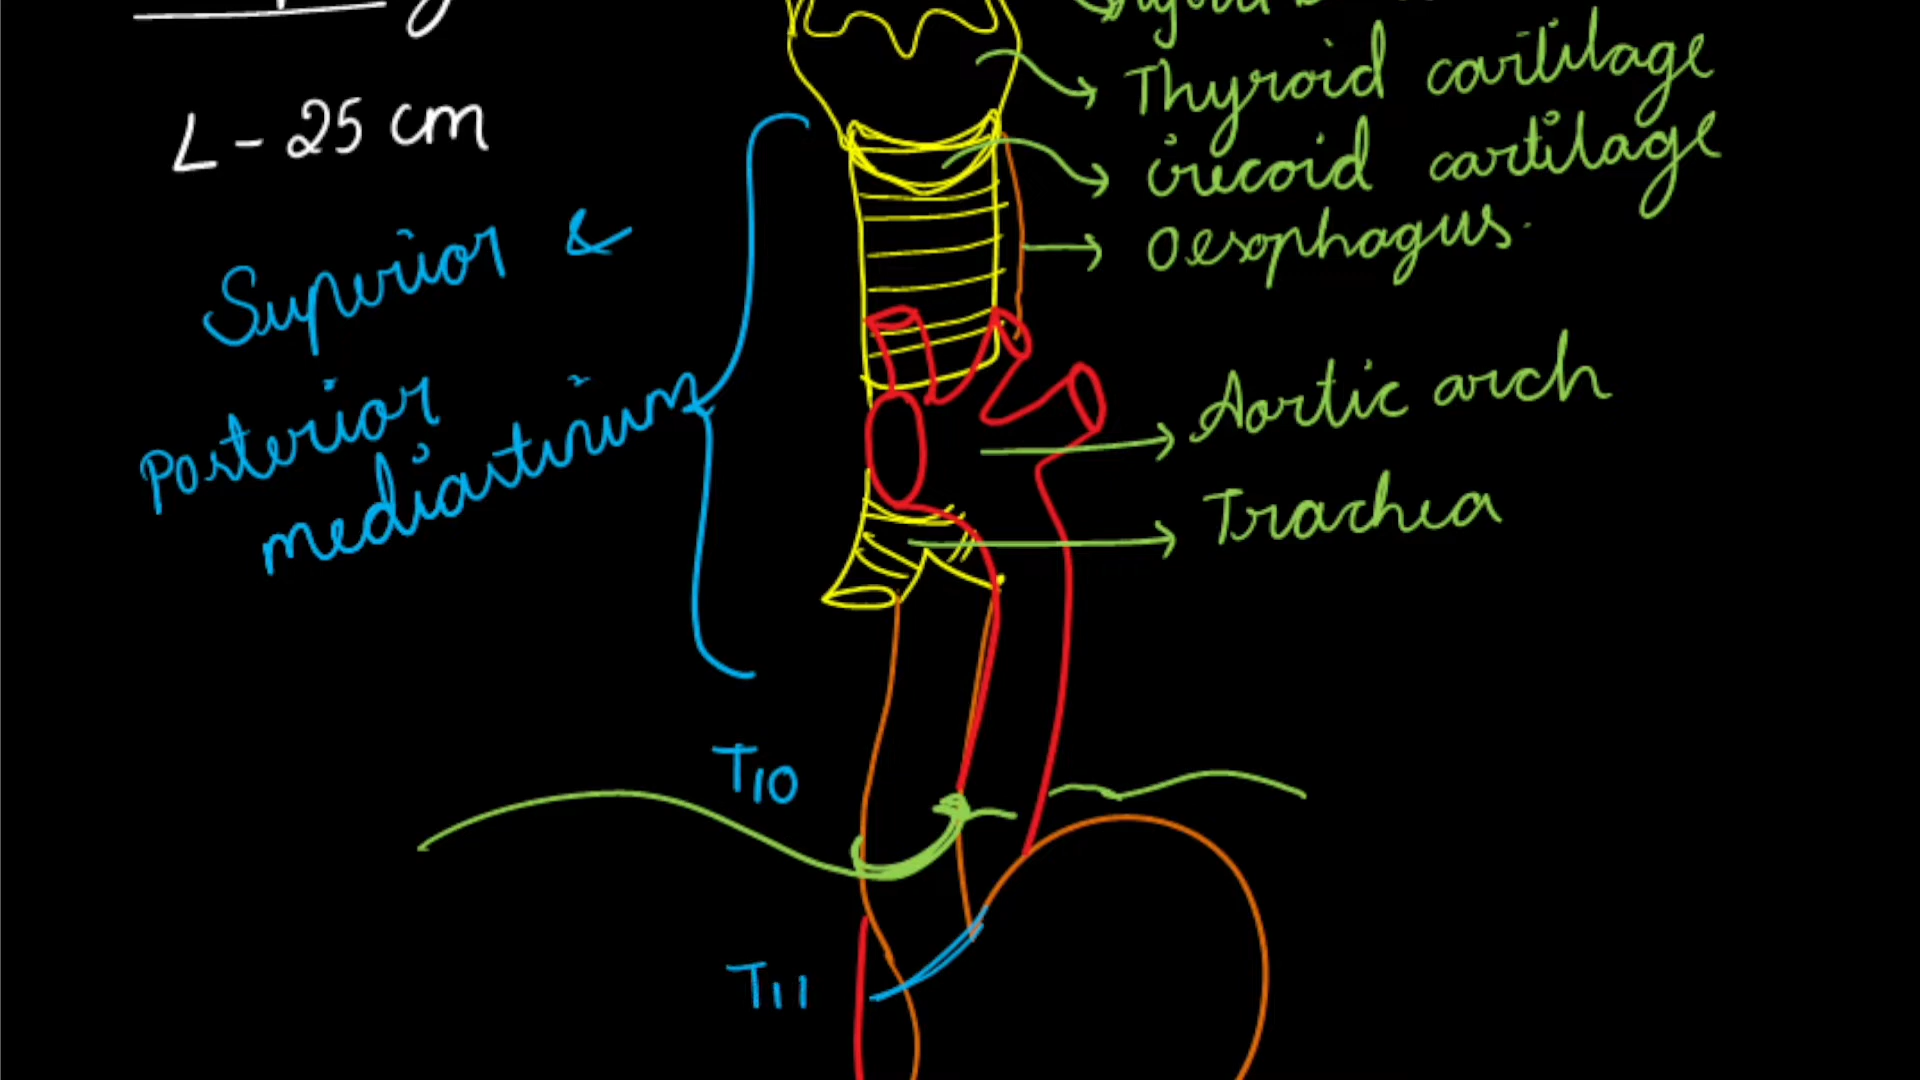 L - 25 cm
Superior &
Posterior
mediastinum
Thyroid cartilage
cricoid cartilage
Oesophagus.
Aortic arch
Trachea
T10
T11